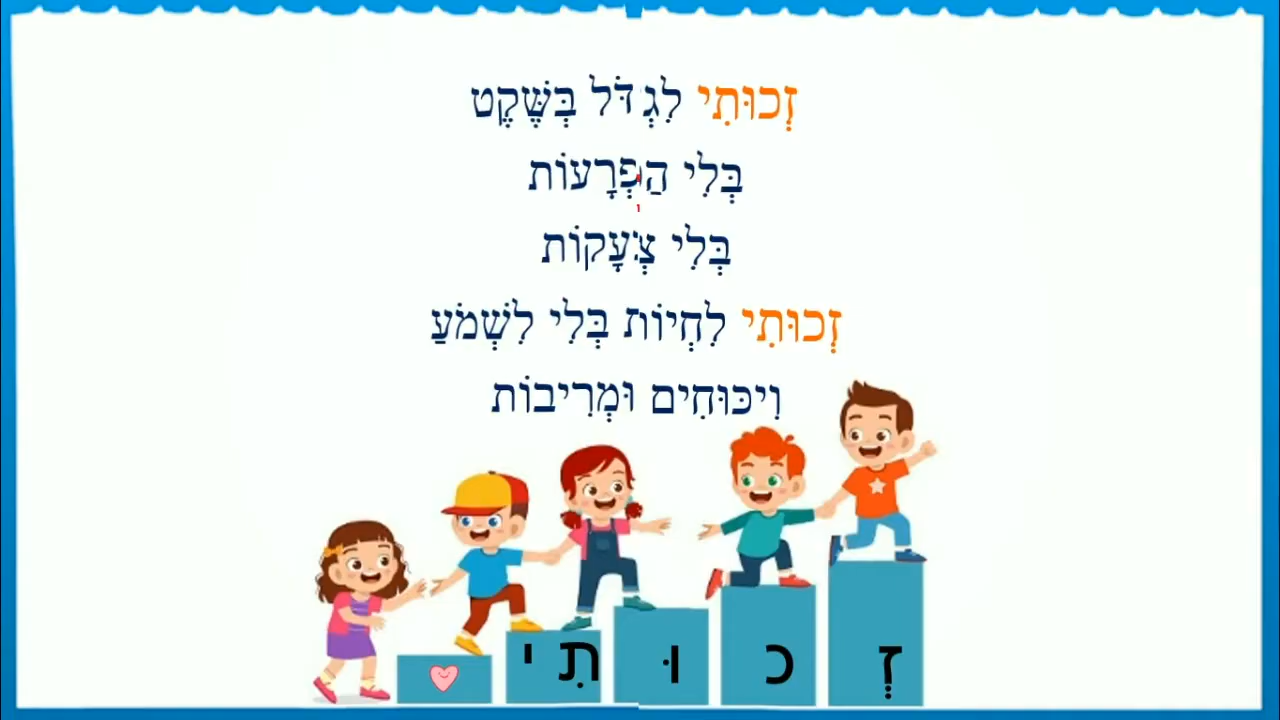 זְכוּתִי לִגְדֹּל בְּשֶּׁקֶט
בְּלִי הַפְרָעוֹת
בְּלִי צְעָקוֹת
זְכוּתִי לִחְיוֹת בְּלִי לִשְׁמֹעַ
וִיכּוּחִים וּמְרִיבוֹת
זְ כ וּ תִ י